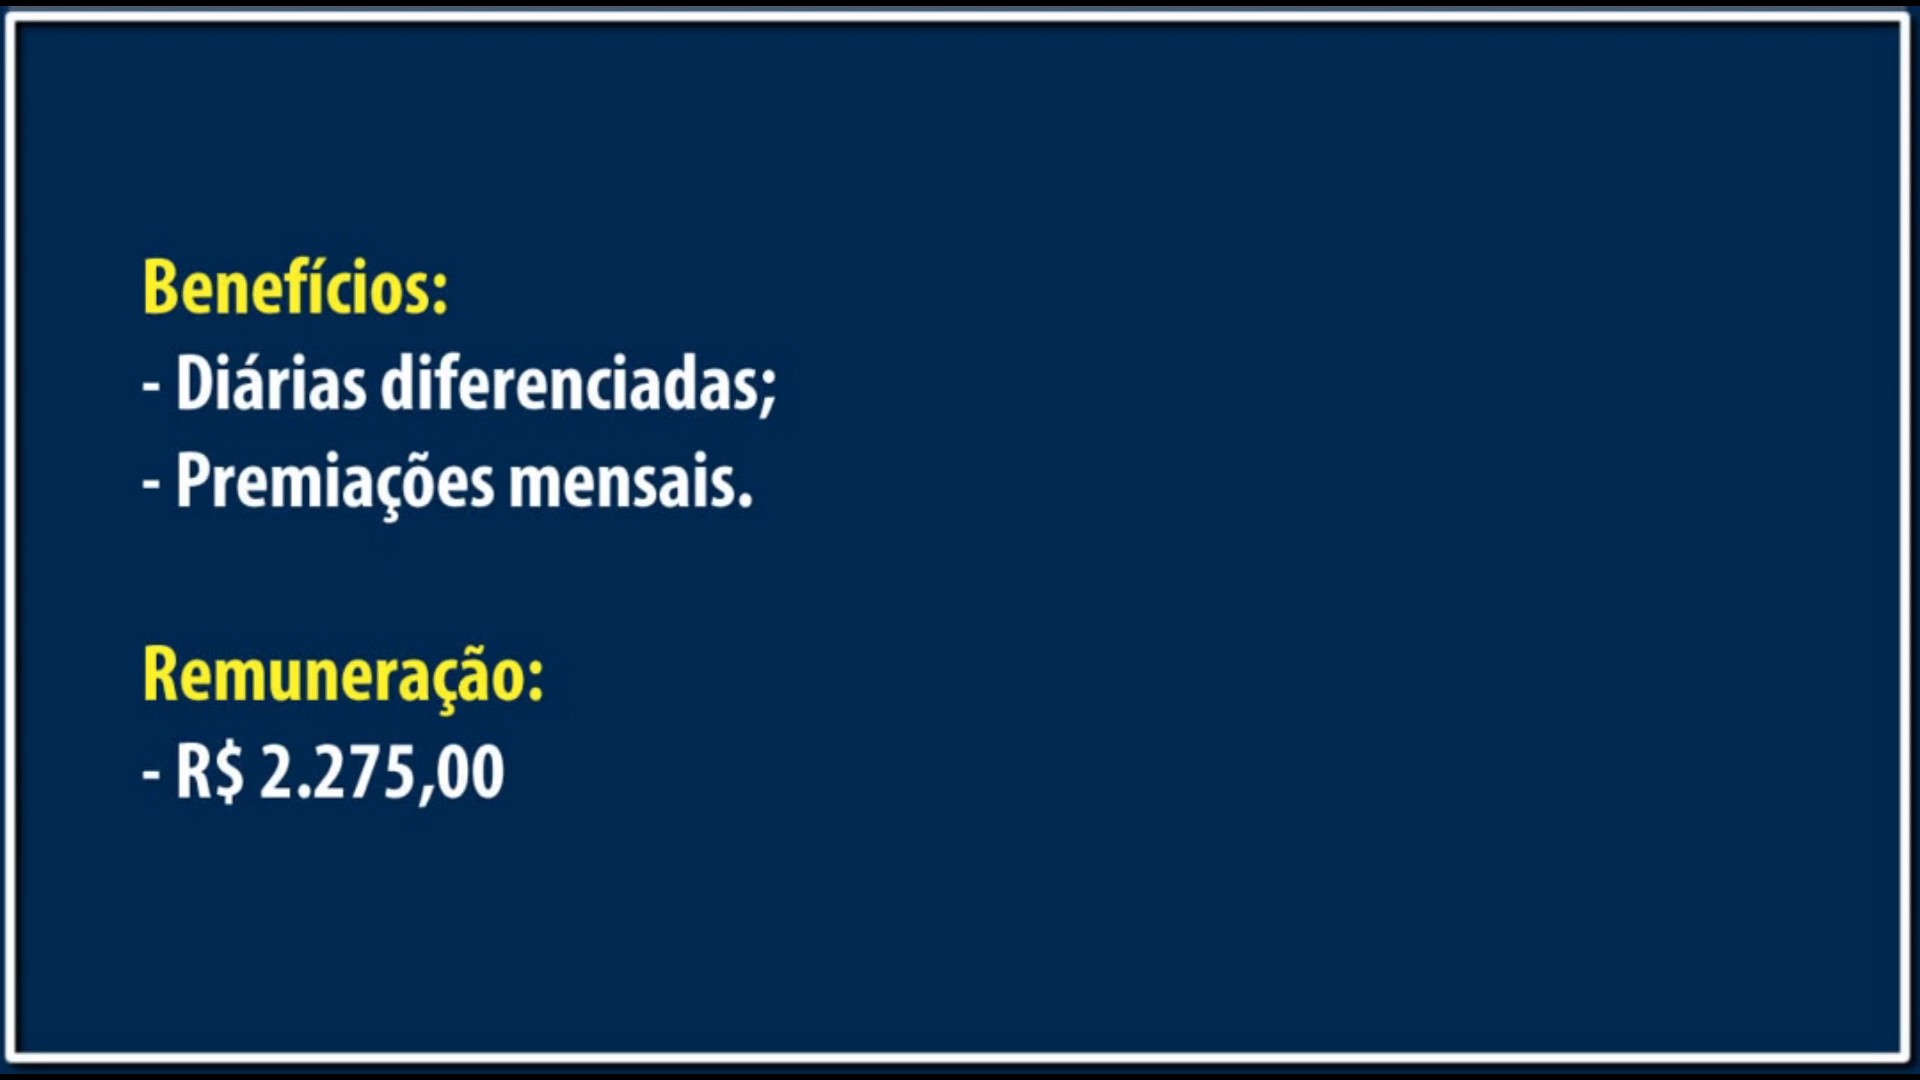 Benefícios:
- Diárias diferenciadas;
- Premiações mensais.
Remuneração:
- R$ 2.275,00